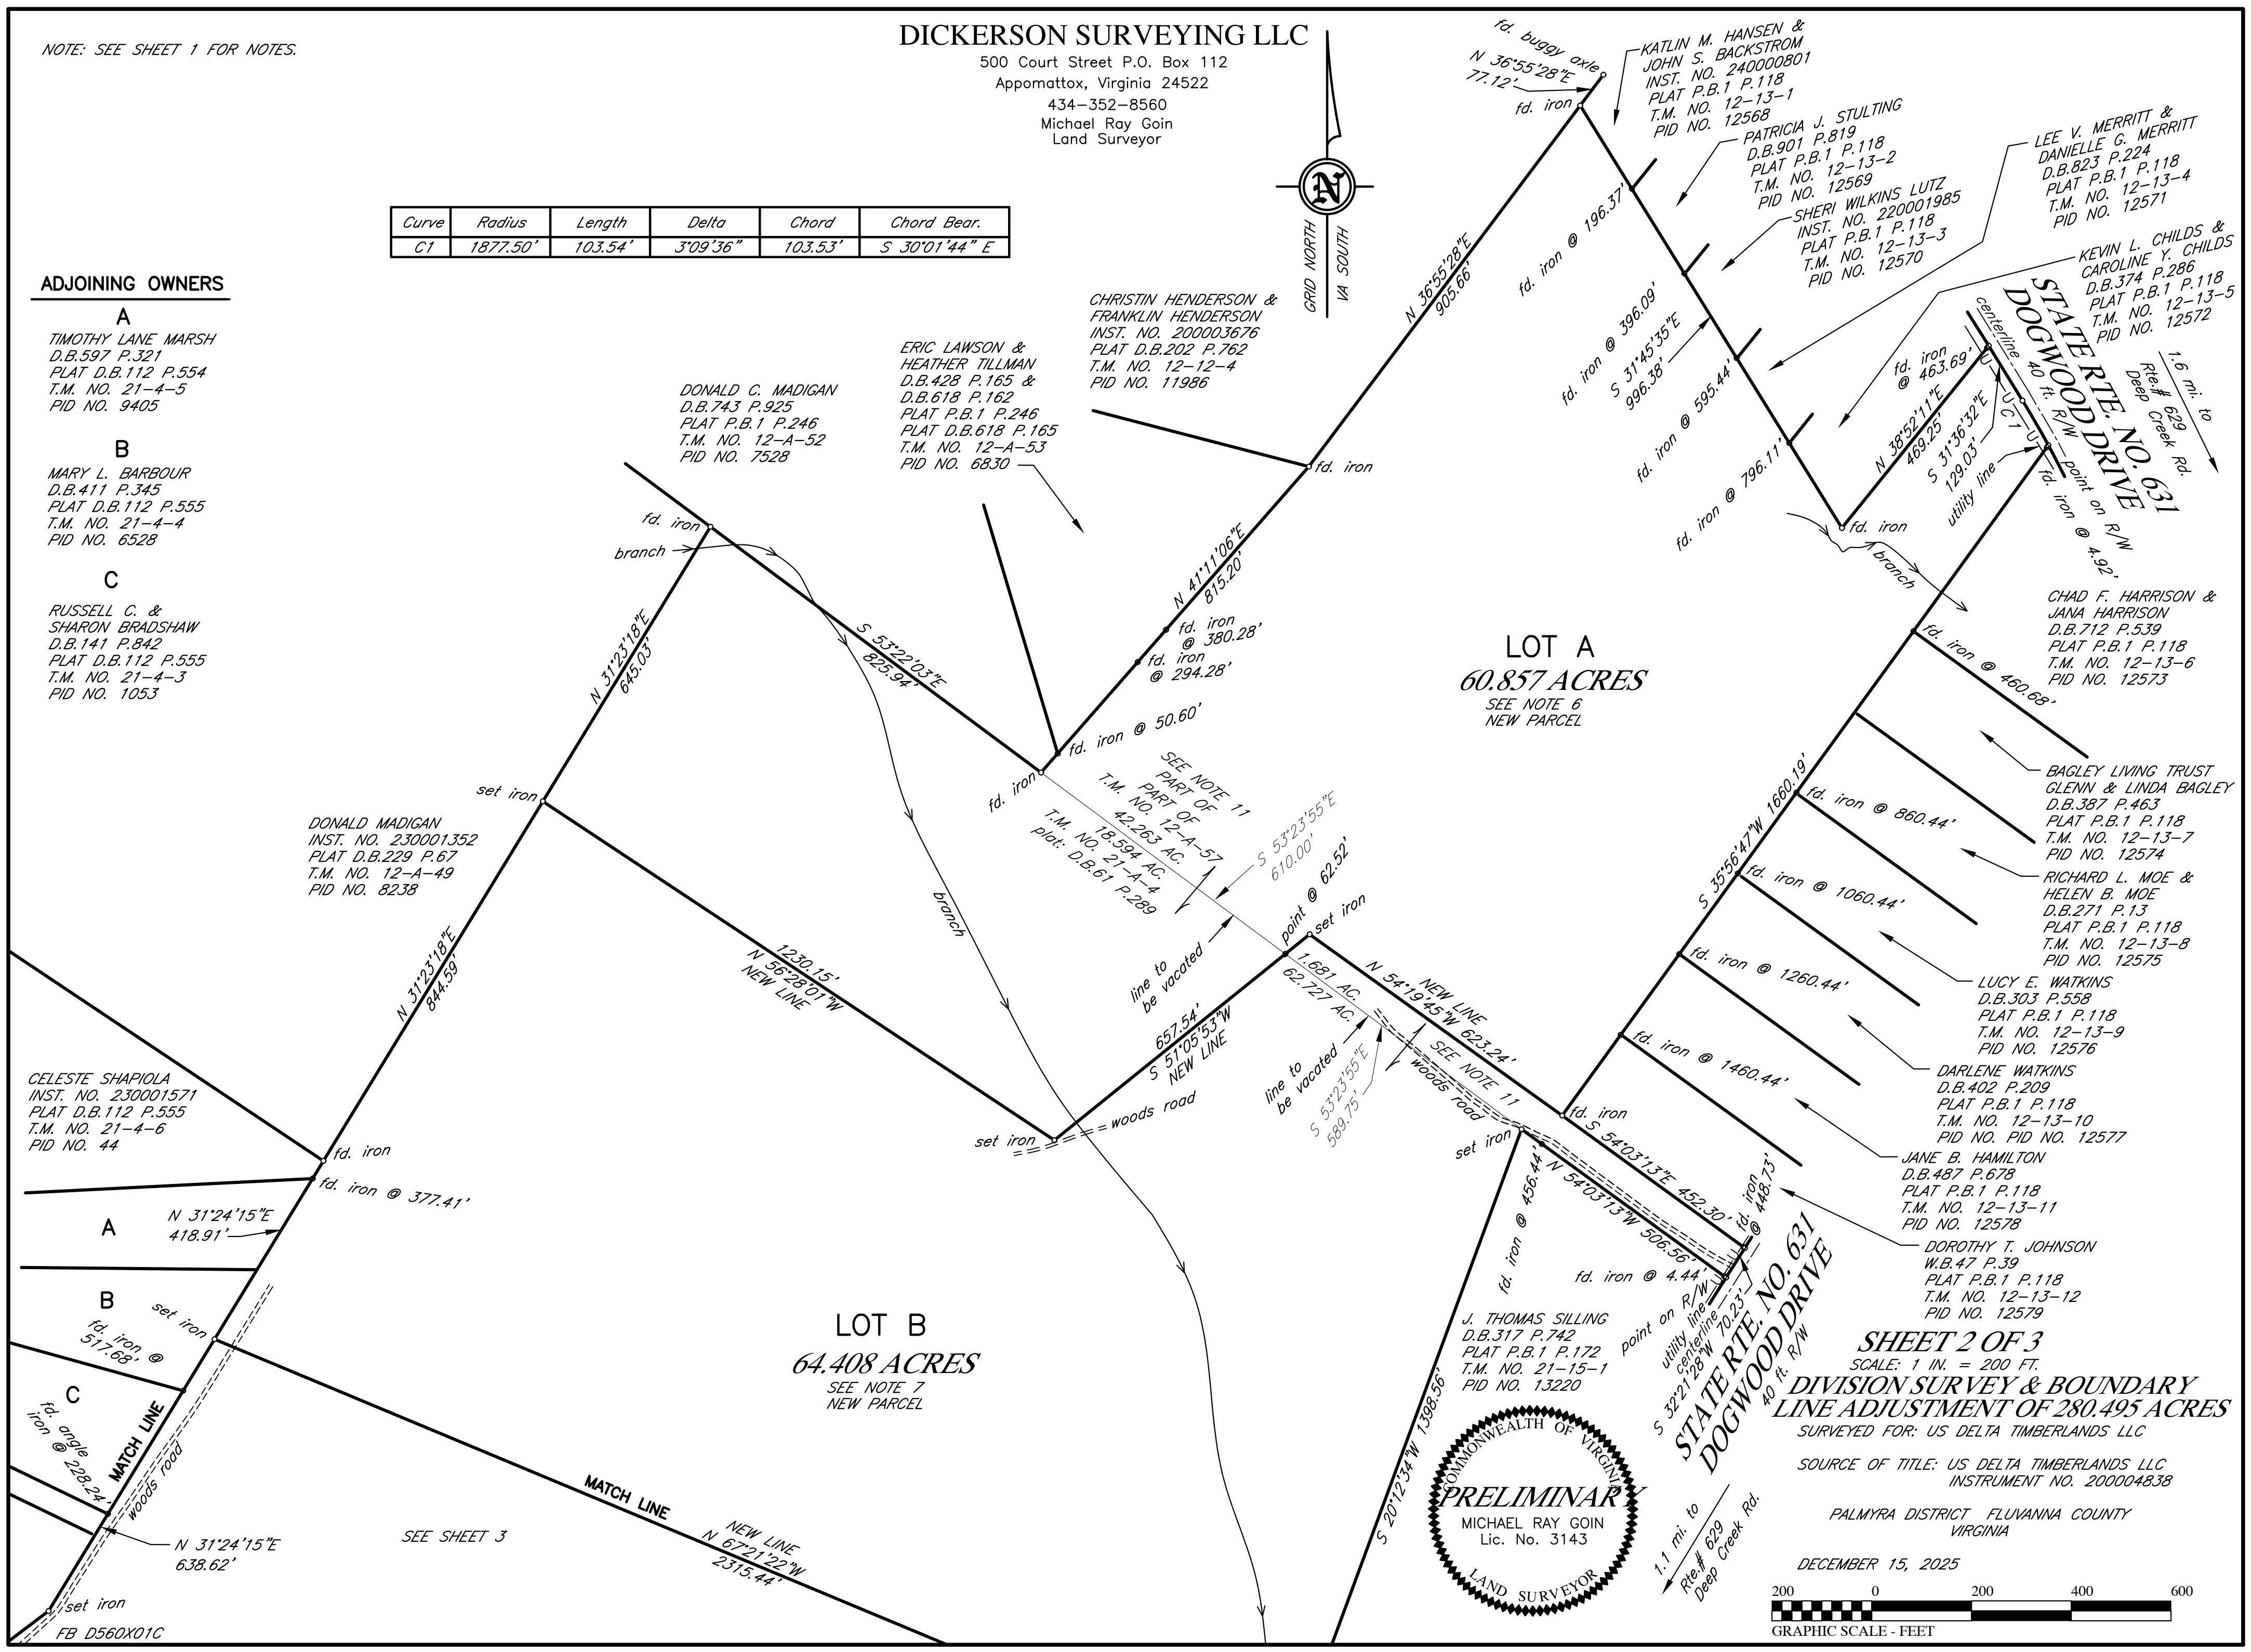 NOTE: SEE SHEET 1 FOR NOTES.
DICKERSON SURVEYING LLC
500 Court Street P.O. Box 112
Appomattox, Virginia 24522
434-352-8560
Michael Ray Goin
Land Surveyor
N
GRID NORTH
VA SOUTH
Curve Radius Length Delta Chord Chord Bear.
C1 1877.50' 103.54' 3°09'36" 103.53' S 30°01'44" E
ADJOINING OWNERS
A
TIMOTHY LANE MARSH
D.B.597 P.321
PLAT D.B.112 P.554
T.M. NO. 21-4-5
PID NO. 9405
B
MARY L. BARBOUR
D.B.411 P.345
PLAT D.B.112 P.555
T.M. NO. 21-4-4
PID NO. 6528
C
RUSSELL C. &
SHARON BRADSHAW
D.B.141 P.842
PLAT D.B.112 P.555
T.M. NO. 21-4-3
PID NO. 1053
DONALD C. MADIGAN
D.B.743 P.925
PLAT P.B.1 P.246
T.M. NO. 12-A-52
PID NO. 7528
ERIC LAWSON &
HEATHER TILLMAN
D.B.428 P.165 &
D.B.618 P.162
PLAT P.B.1 P.246
PLAT D.B.618 P.165
T.M. NO. 12-A-53
PID NO. 6830
CHRISTIN HENDERSON &
FRANKLIN HENDERSON
INST. NO. 200003676
PLAT D.B.202 P.762
T.M. NO. 12-12-4
PID NO. 11986
fd. buggy axle
N 36°55'28"E
77.12'
fd. iron
KATLIN M. HANSEN &
JOHN S. BACKSTROM
INST. NO. 240000801
PLAT P.B.1 P.118
T.M. NO. 12-13-1
PID NO. 12568
PATRICIA J. STULTING
D.B.901 P.819
PLAT P.B.1 P.118
T.M. NO. 12-13-2
PID NO. 12569
SHERI WILKINS LUTZ
INST. NO. 220001985
PLAT P.B.1 P.118
T.M. NO. 12-13-3
PID NO. 12570
LEE V. MERRITT &
DANIELLE G. MERRITT
D.B.823 P.224
PLAT P.B.1 P.118
T.M. NO. 12-13-4
PID NO. 12571
KEVIN L. CHILDS &
CAROLINE Y. CHILDS
D.B.374 P.286
PLAT P.B.1 P.118
T.M. NO. 12-13-5
PID NO. 12572
N 36°55'28"E
905.66'
fd. iron @ 196.37'
fd. iron @ 396.09'
S 31°45'35"E
996.38'
fd. iron @ 595.44'
fd. iron @ 796.11'
fd. iron
@ 463.69'
N 38°52'11"E
469.25'
S 31°36'32"E
129.03'
utility line
centerline
40 ft. R/W
U
U
C1
U
STATE RTE. NO. 631
DOGWOOD DRIVE
point on R/W
fd. iron @ 4.92'
1.6 mi. to
Rte.# 629
Deep Creek Rd.
fd. iron
branch
fd. iron
fd. iron
branch
S 53°22'03"E
825.94'
N 41°11'06"E
815.20'
fd. iron
@ 380.28'
fd. iron
@ 294.28'
fd. iron @ 50.60'
fd. iron
N 31°23'18"E
645.03'
LOT A
60.857 ACRES
SEE NOTE 6
NEW PARCEL
CHAD F. HARRISON &
JANA HARRISON
D.B.712 P.539
PLAT P.B.1 P.118
T.M. NO. 12-13-6
PID NO. 12573
fd. iron @ 460.68'
BAGLEY LIVING TRUST
GLENN & LINDA BAGLEY
D.B.387 P.463
PLAT P.B.1 P.118
T.M. NO. 12-13-7
PID NO. 12574
S 35°56'47"W 1660.19'
fd. iron @ 860.44'
RICHARD L. MOE &
HELEN B. MOE
D.B.271 P.13
PLAT P.B.1 P.118
T.M. NO. 12-13-8
PID NO. 12575
fd. iron @ 1060.44'
LUCY E. WATKINS
D.B.303 P.558
PLAT P.B.1 P.118
T.M. NO. 12-13-9
PID NO. 12576
fd. iron @ 1260.44'
DARLENE WATKINS
D.B.402 P.209
PLAT P.B.1 P.118
T.M. NO. 12-13-10
PID NO. PID NO. 12577
fd. iron @ 1460.44'
JANE B. HAMILTON
D.B.487 P.678
PLAT P.B.1 P.118
T.M. NO. 12-13-11
PID NO. 12578
DOROTHY T. JOHNSON
W.B.47 P.39
PLAT P.B.1 P.118
T.M. NO. 12-13-12
PID NO. 12579
set iron
DONALD MADIGAN
INST. NO. 230001352
PLAT D.B.229 P.67
T.M. NO. 12-A-49
PID NO. 8238
SEE NOTE 11
PART OF
PART OF
T.M. NO. 12-A-57
42.263 AC.
18.594 AC.
T.M. NO. 21-A-4
plat: D.B.61 P.289
S 53°23'55"E
610.00'
point @ 62.52'
set iron
line to
be vacated
branch
1230.15'
N 56°28'01"W
NEW LINE
657.54'
S 51°05'53"W
NEW LINE
1.681 AC.
62.727 AC.
NEW LINE
N 54°19'45"W 623.24'
SEE NOTE 11
woods road
line to
be vacated
S 53°23'55"E
589.75'
set iron
woods road
N 31°23'18"E
844.59'
CELESTE SHAPIOLA
INST. NO. 230001571
PLAT D.B.112 P.555
T.M. NO. 21-4-6
PID NO. 44
fd. iron
fd. iron @ 377.41'
A
N 31°24'15"E
418.91'
B
set iron
fd. iron @
517.68'
C
fd. angle
iron @ 228.24'
MATCH LINE
woods road
N 31°24'15"E
638.62'
set iron
FB D560X01C
SEE SHEET 3
MATCH LINE
NEW LINE
N 67°21'22"W
2315.44'
LOT B
64.408 ACRES
SEE NOTE 7
NEW PARCEL
fd. iron
set iron
S 54°03'13"E 452.30'
fd. iron
@ 448.73'
N 54°03'13"W 506.56'
fd. iron @ 456.44'
fd. iron @ 4.44'
point on R/W
utility line
centerline
S 32°21'28"W 70.23'
STATE RTE. NO. 631
DOGWOOD DRIVE
40 ft. R/W
J. THOMAS SILLING
D.B.317 P.742
PLAT P.B.1 P.172
T.M. NO. 21-15-1
PID NO. 13220
S 20°12'34"W 1398.56'
COMMONWEALTH OF VIRGINIA
PRELIMINARY
MICHAEL RAY GOIN
Lic. No. 3143
LAND SURVEYOR
1.1 mi. to
Rte.# 629
Deep Creek Rd.
SHEET 2 OF 3
SCALE: 1 IN. = 200 FT.
DIVISION SURVEY & BOUNDARY
LINE ADJUSTMENT OF 280.495 ACRES
SURVEYED FOR: US DELTA TIMBERLANDS LLC
SOURCE OF TITLE: US DELTA TIMBERLANDS LLC
INSTRUMENT NO. 200004838
PALMYRA DISTRICT FLUVANNA COUNTY
VIRGINIA
DECEMBER 15, 2025
200 0 200 400 600
GRAPHIC SCALE - FEET